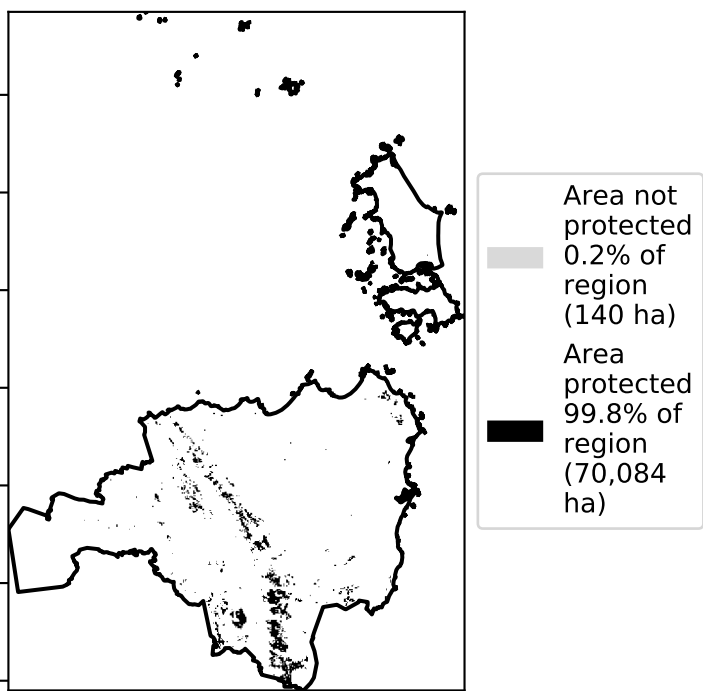 Area not
protected
0.2% of
region
(140 ha)
Area
protected
99.8% of
region
(70,084
ha)